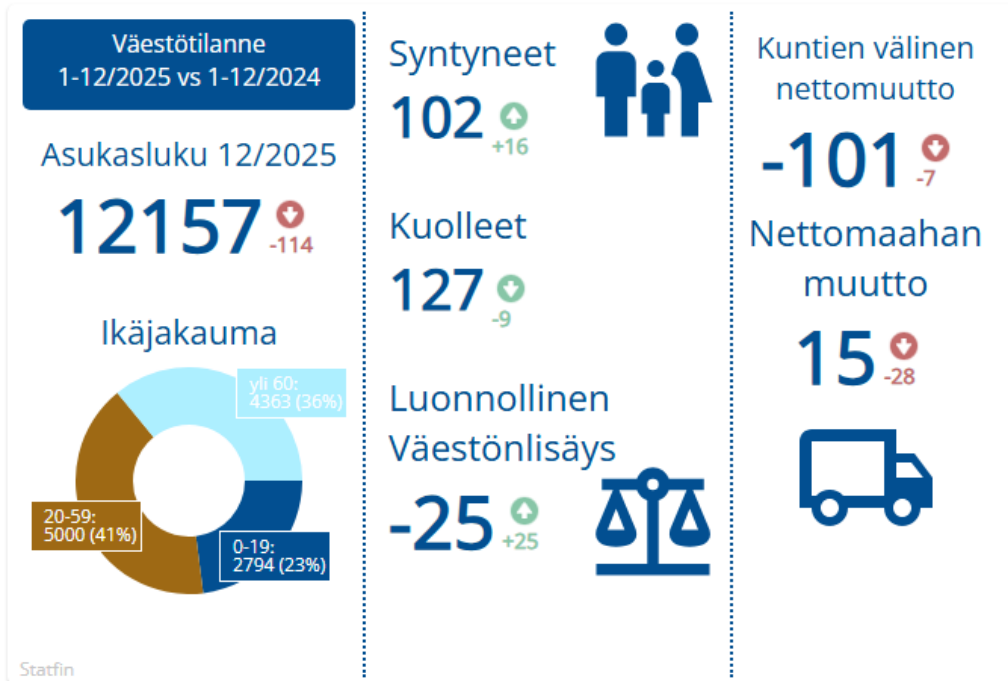 Väestötilanne
1-12/2025 vs 1-12/2024
Asukasluku 12/2025
12157
-114
Ikäjakauma
yli 60:
4363 (36%)
20-59:
5000 (41%)
0-19:
2794 (23%)
Statfin
Syntyneet
102
+16
Kuolleet
127
-9
Luonnollinen
Väestönlisäys
-25
+25
Kuntien välinen
nettomuutto
-101
-7
Nettomaahan
muutto
15
-28